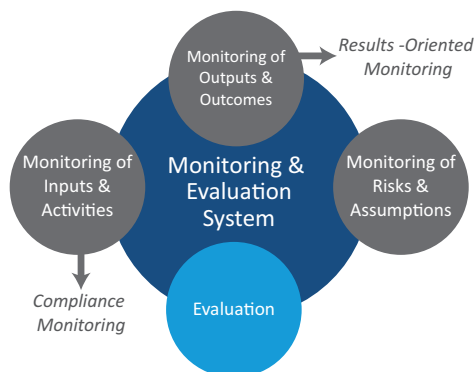 Monitoring of
Outputs &
Outcomes
Results -Oriented
Monitoring
Monitoring of
Inputs &
Activities
Monitoring &
Evaluation
System
Monitoring of
Risks &
Assumptions
Compliance
Monitoring
Evaluation